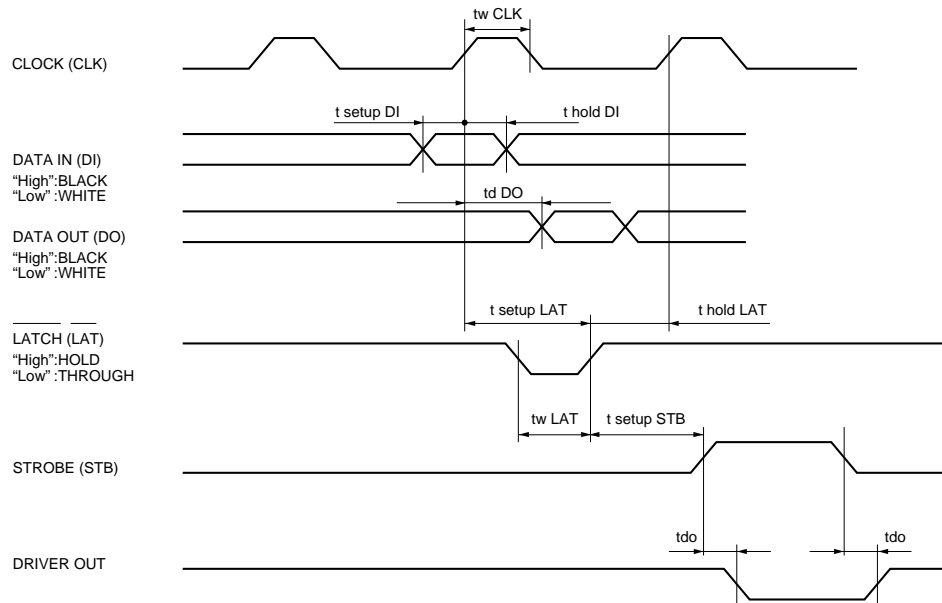 tw CLK
CLOCK (CLK)
t setup DI
t hold DI
DATA IN (DI)
“High”:BLACK
“Low” :WHITE
td DO
DATA OUT (DO)
“High”:BLACK
“Low” :WHITE
t setup LAT
t hold LAT
LATCH (LAT)
“High”:HOLD
“Low” :THROUGH
tw LAT
t setup STB
STROBE (STB)
tdo
tdo
DRIVER OUT